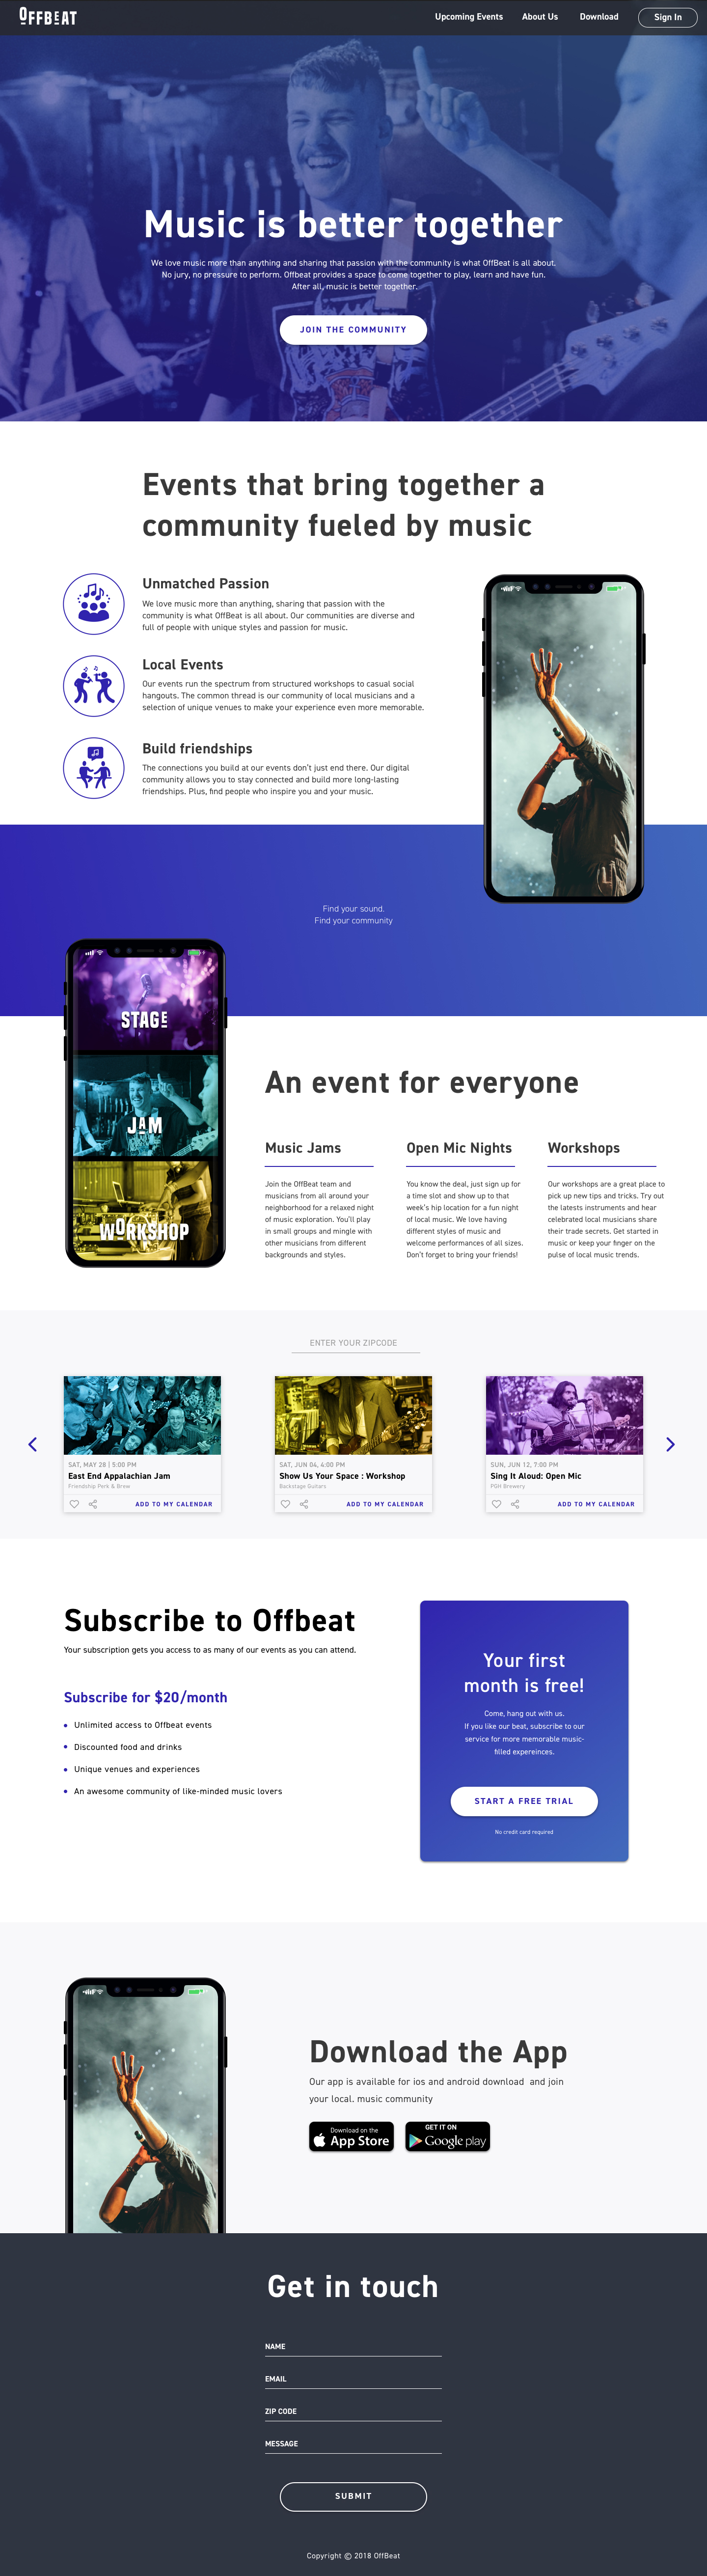 OFFBEAT
Upcoming Events
About Us
Download
Sign In
Music is better together
We love music more than anything and sharing that passion with the community is what OffBeat is all about.
No jury, no pressure to perform. Offbeat provides a space to come together to play, learn and have fun.
After all, music is better together.
JOIN THE COMMUNITY
Events that bring together a
community fueled by music
Unmatched Passion
We love music more than anything, sharing that passion with the
community is what OffBeat is all about. Our communities are diverse and
full of people with unique styles and passion for music.
Local Events
Our events run the spectrum from structured workshops to casual social
hangouts. The common thread is our community of local musicians and a
selection of unique venues to make your experience even more memorable.
Build friendships
The connections you build at our events don't just end there. Our digital
community allows you to stay connected and build more long-lasting
friendships. Plus, find people who inspire you and your music.
Find your sound.
Find your community
STAGE
JAM
WORKSHOP
An event for everyone
Music Jams
Join the OffBeat team and
musicians from all around your
neighborhood for a relaxed night
of music exploration. You'll play
in small groups and mingle with
other musicians from different
backgrounds and styles.
Open Mic Nights
You know the deal, just sign up for
a time slot and show up to that
week's hip location for a fun night
of local music. We love having
different styles of music and
welcome performances of all sizes.
Don't forget to bring your friends!
Workshops
Our workshops are a great place to
pick up new tips and tricks. Try out
the latests instruments and hear
celebrated local musicians share
their trade secrets. Get started in
music or keep your finger on the
pulse of local music trends.
ENTER YOUR ZIPCODE
SAT, MAY 28 | 5:00 PM
East End Appalachian Jam
Friendship Perk & Brew
ADD TO MY CALENDAR
SAT, JUN 04, 4:00 PM
Show Us Your Space : Workshop
Backstage Guitars
ADD TO MY CALENDAR
SUN, JUN 12, 7:00 PM
Sing It Aloud: Open Mic
PGH Brewery
ADD TO MY CALENDAR
Subscribe to Offbeat
Your subscription gets you access to as many of our events as you can attend.
Subscribe for $20/month
Unlimited access to Offbeat events
Discounted food and drinks
Unique venues and experiences
An awesome community of like-minded music lovers
Your first
month is free!
Come, hang out with us.
If you like our beat, subscribe to our
service for more memorable music-
filled expereinces.
START A FREE TRIAL
No credit card required
Download the App
Our app is available for ios and android download and join
your local. music community
Download on the
App Store
GET IT ON
Google play
Get in touch
NAME
EMAIL
ZIP CODE
MESSAGE
SUBMIT
Copyright © 2018 OffBeat